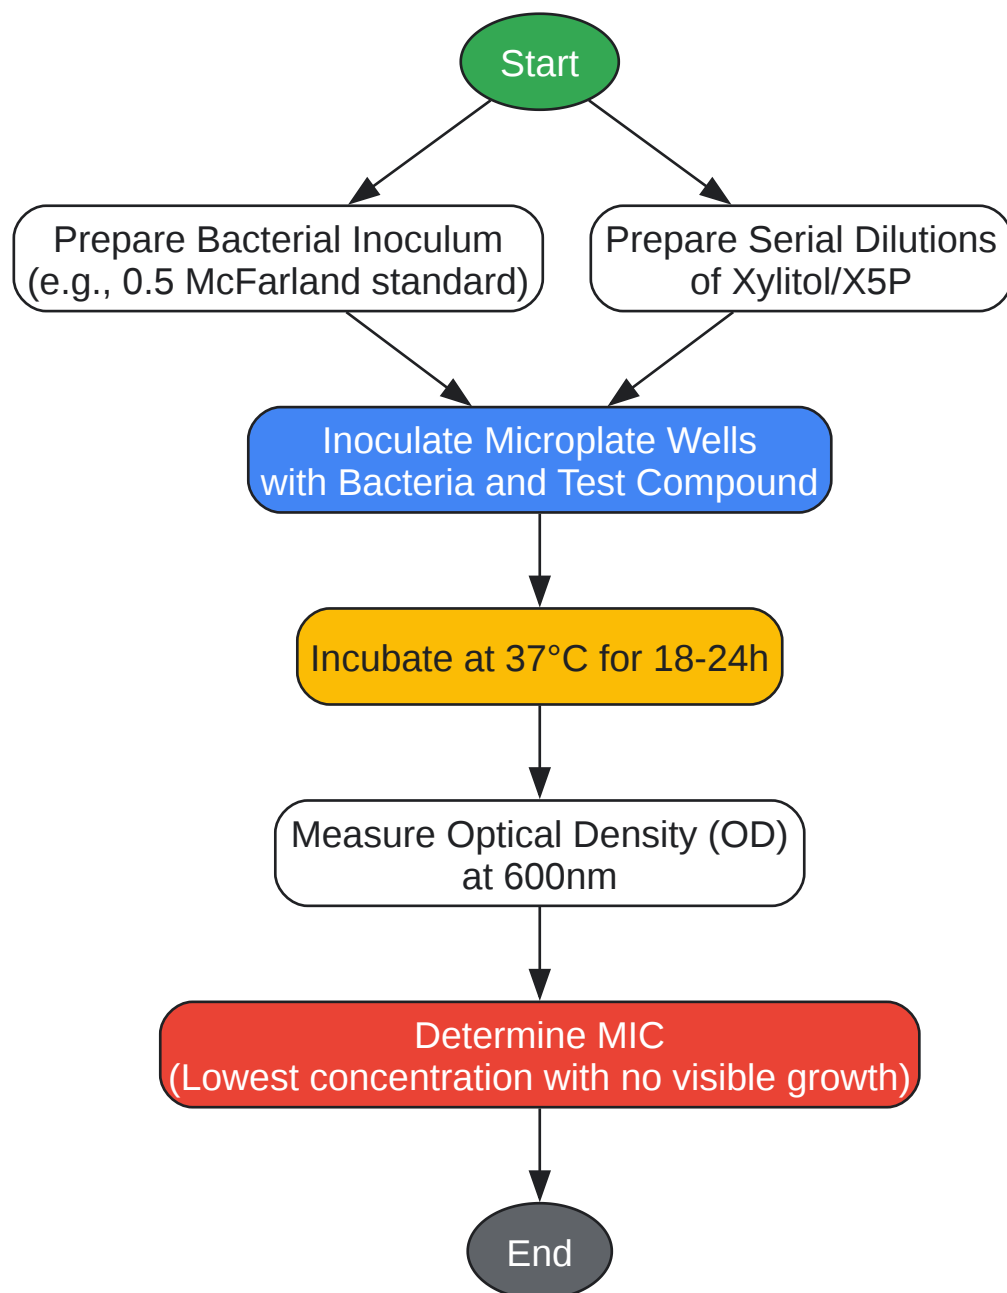 Start
Prepare Bacterial Inoculum
(e.g., 0.5 McFarland standard)
Prepare Serial Dilutions
of Xylitol/X5P
Inoculate Microplate Wells
with Bacteria and Test Compound
Incubate at 37°C for 18-24h
Measure Optical Density (OD)
at 600nm
Determine MIC
(Lowest concentration with no visible growth)
End